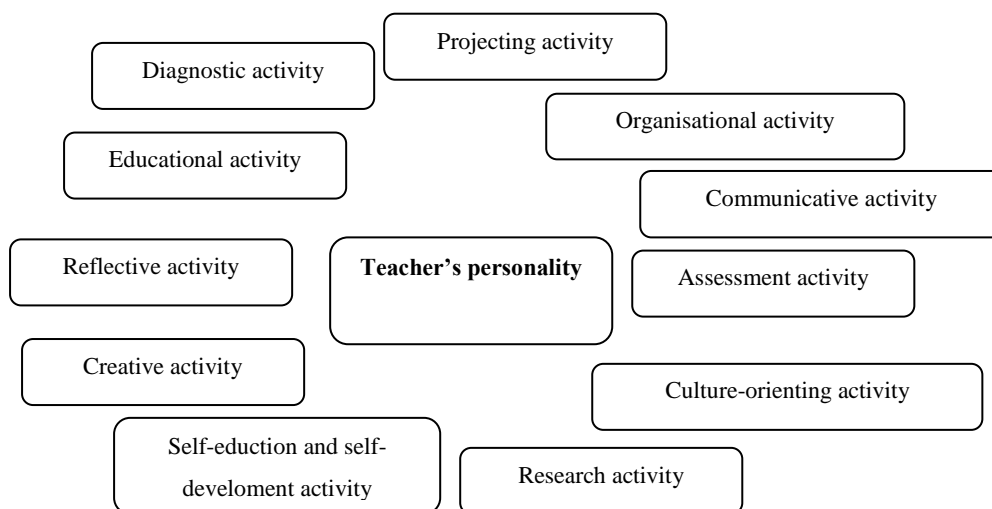 Projecting activity
Diagnostic activity
Organisational activity
Educational activity
Communicative activity
Reflective activity
Teacher’s personality
Assessment activity
Creative activity
Culture-orienting activity
Self-eduction and self-
develoment activity
Research activity